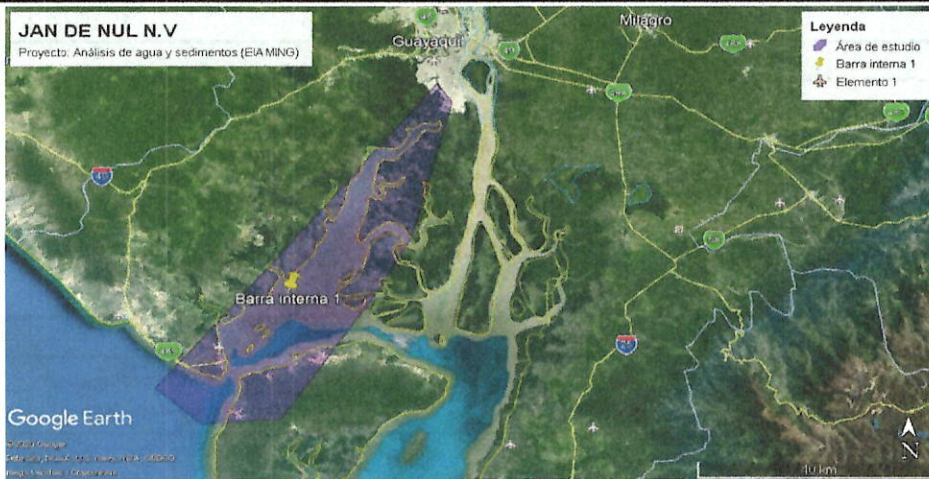 JAN DE NUL N.V
Proyecto: Análisis de agua y sedimentos (EIA MING)
Guayaquil
Milagro
Leyenda
Área de estudio
Barra interna 1
Elemento 1
Barra interna 1
Google Earth
N
40 km